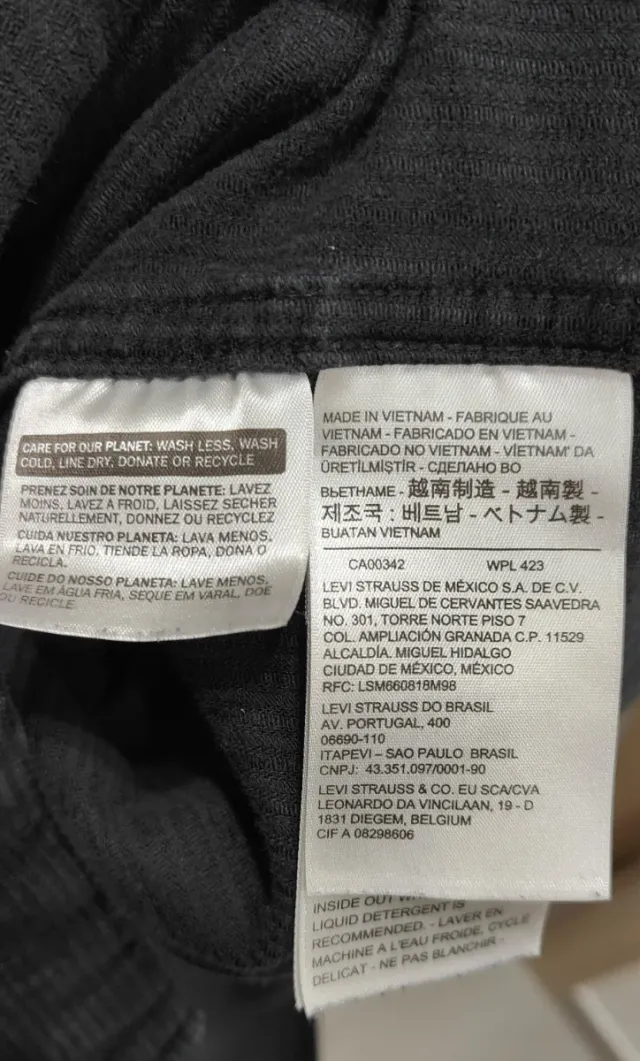 CARE FOR OUR PLANET: WASH LESS, WASH
COLD, LINE DRY, DONATE OR RECYCLE
PRENEZ SOIN DE NOTRE PLANETE: LAVEZ
MOINS, LAVEZ A FROID, LAISSEZ SECHER
NATURELLEMENT, DONNEZ OU RECYCLEZ
CUIDA NUESTRO PLANETA: LAVA MENOS,
LAVA EN FRIO, TIENDE LA ROPA, DONA O
RECICLA.
CUIDE DO NOSSO PLANETA: LAVE MENOS,
LAVE EM ÁGUA FRIA, SEQUE EM VARAL, DOE
OU RECICLE.
MADE IN VIETNAM - FABRIQUE AU
VIETNAM - FABRICADO EN VIETNAM -
FABRICADO NO VIETNAM - VİETNAM' DA
ÜRETİLMİŞTİR - СДЕЛАНО ВО
ВЬЕТНАМЕ - 越南制造 - 越南製 -
제조국 : 베트남 - ベトナム製 -
BUATAN VIETNAM
CA00342 WPL 423
LEVI STRAUSS DE MÉXICO S.A. DE C.V.
BLVD. MIGUEL DE CERVANTES SAAVEDRA
NO. 301, TORRE NORTE PISO 7
COL. AMPLIACIÓN GRANADA C.P. 11529
ALCALDÍA. MIGUEL HIDALGO
CIUDAD DE MÉXICO, MÉXICO
RFC: LSM660818M98
LEVI STRAUSS DO BRASIL
AV. PORTUGAL, 400
06690-110
ITAPEVI – SAO PAULO BRASIL
CNPJ: 43.351.097/0001-90
LEVI STRAUSS & CO. EU SCA/CVA
LEONARDO DA VINCILAAN, 19 - D
1831 DIEGEM, BELGIUM
CIF A 08298606
INSIDE OUT
LIQUID DETERGENT IS
RECOMMENDED. - LAVER EN
MACHINE A L'EAU FROIDE, CYCLE
DELICAT - NE PAS BLANCHIR -